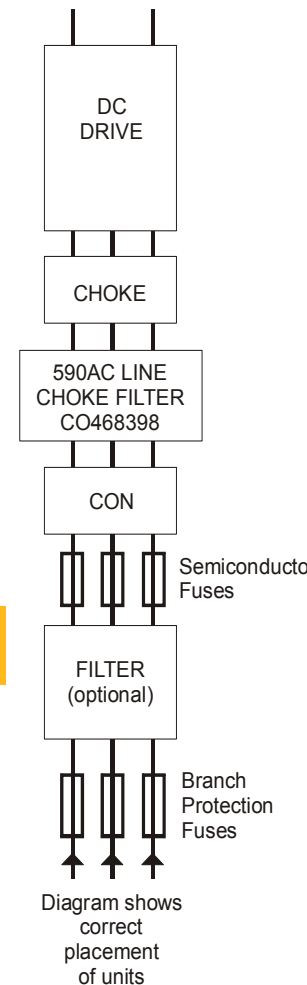 DC
DRIVE
CHOKE
590AC LINE
CHOKE FILTER
CO468398
CON
Semiconducto
Fuses
FILTER
(optional)
Branch
Protection
Fuses
Diagram shows
correct
placement
of units